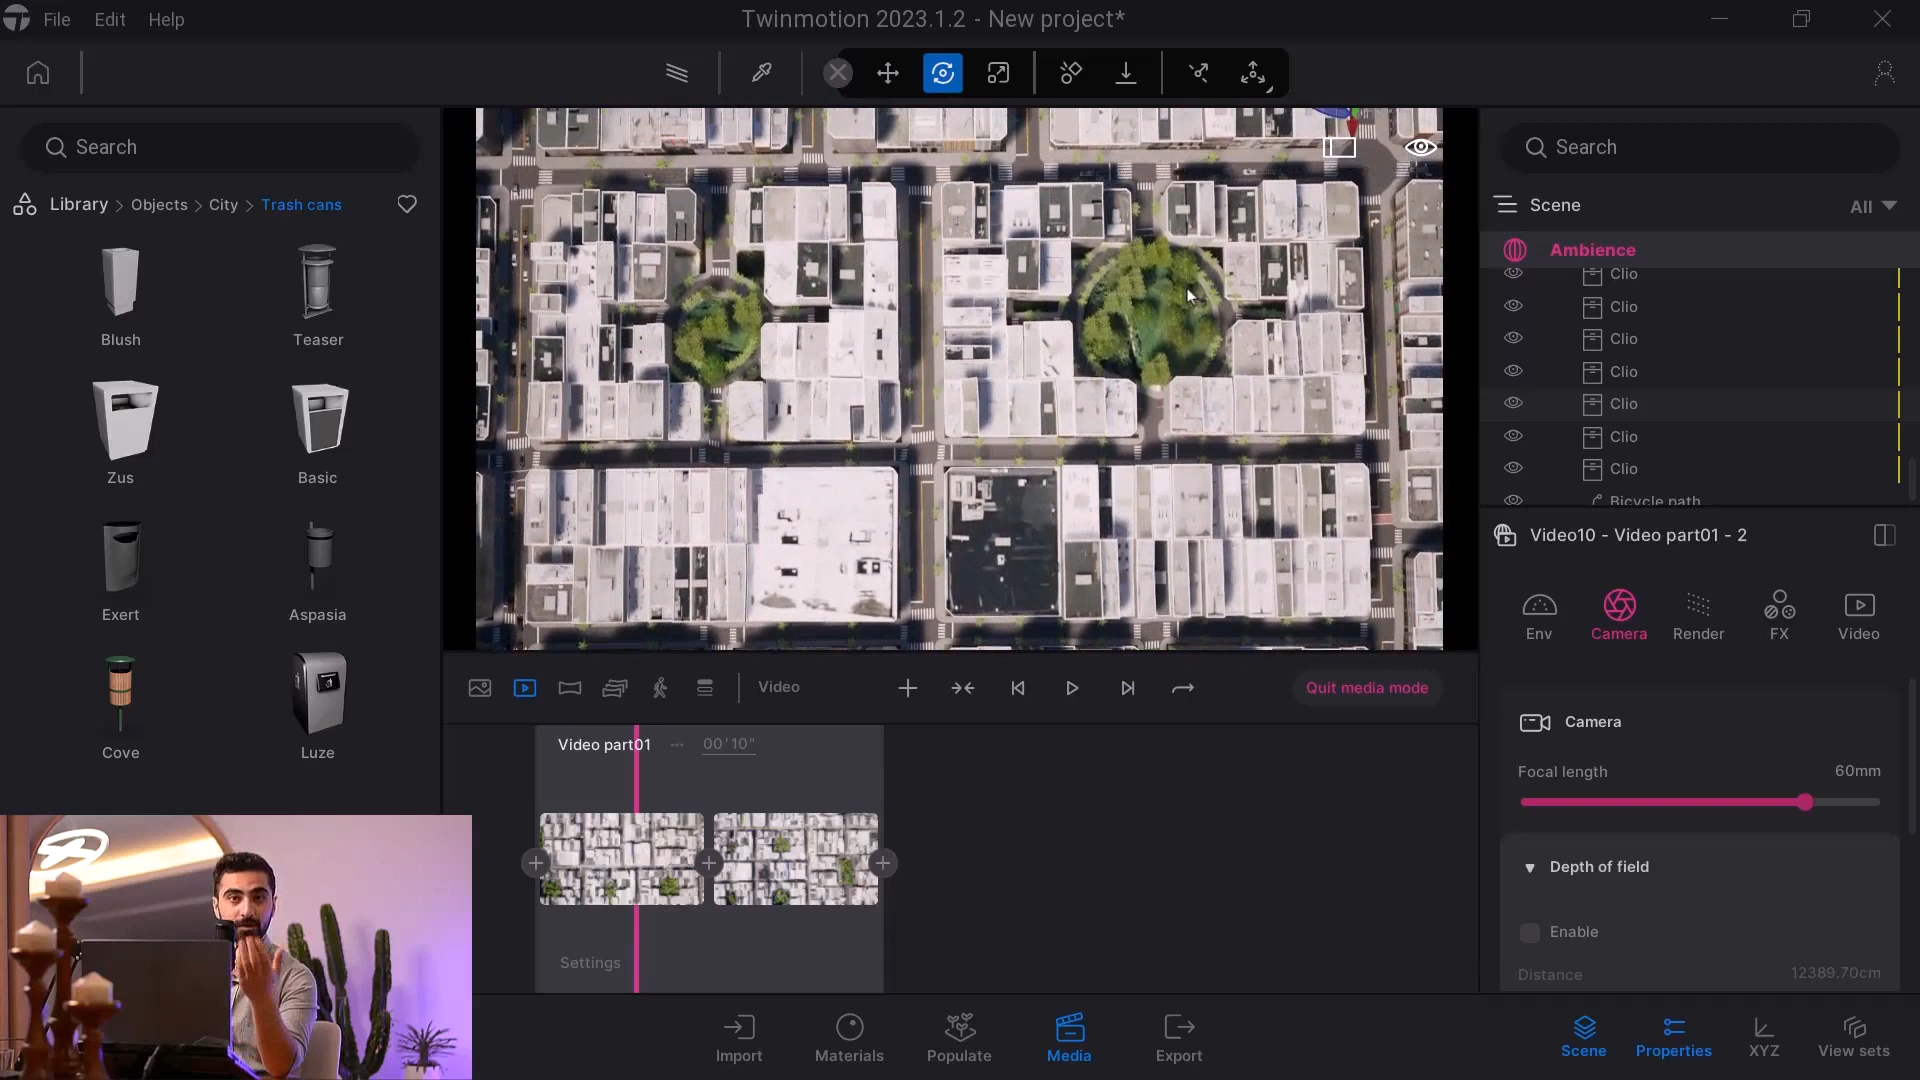 File Edit Help
Twinmotion 2023.1.2 - New project*
Search
Library > Objects > City > Trash cans
Blush
Teaser
Zus
Basic
Exert
Aspasia
Cove
Luze
Video
Quit media mode
Video part01 ... 00'10"
Settings
Import
Materials
Populate
Media
Export
Search
Scene
All
Ambience
Clio
Clio
Clio
Clio
Clio
Clio
Clio
Bicycle path
Video10 - Video part01 - 2
Env
Camera
Render
FX
Video
Camera
Focal length 60mm
Depth of field
Enable
Distance 12389.70cm
Scene
Properties
XYZ
View sets